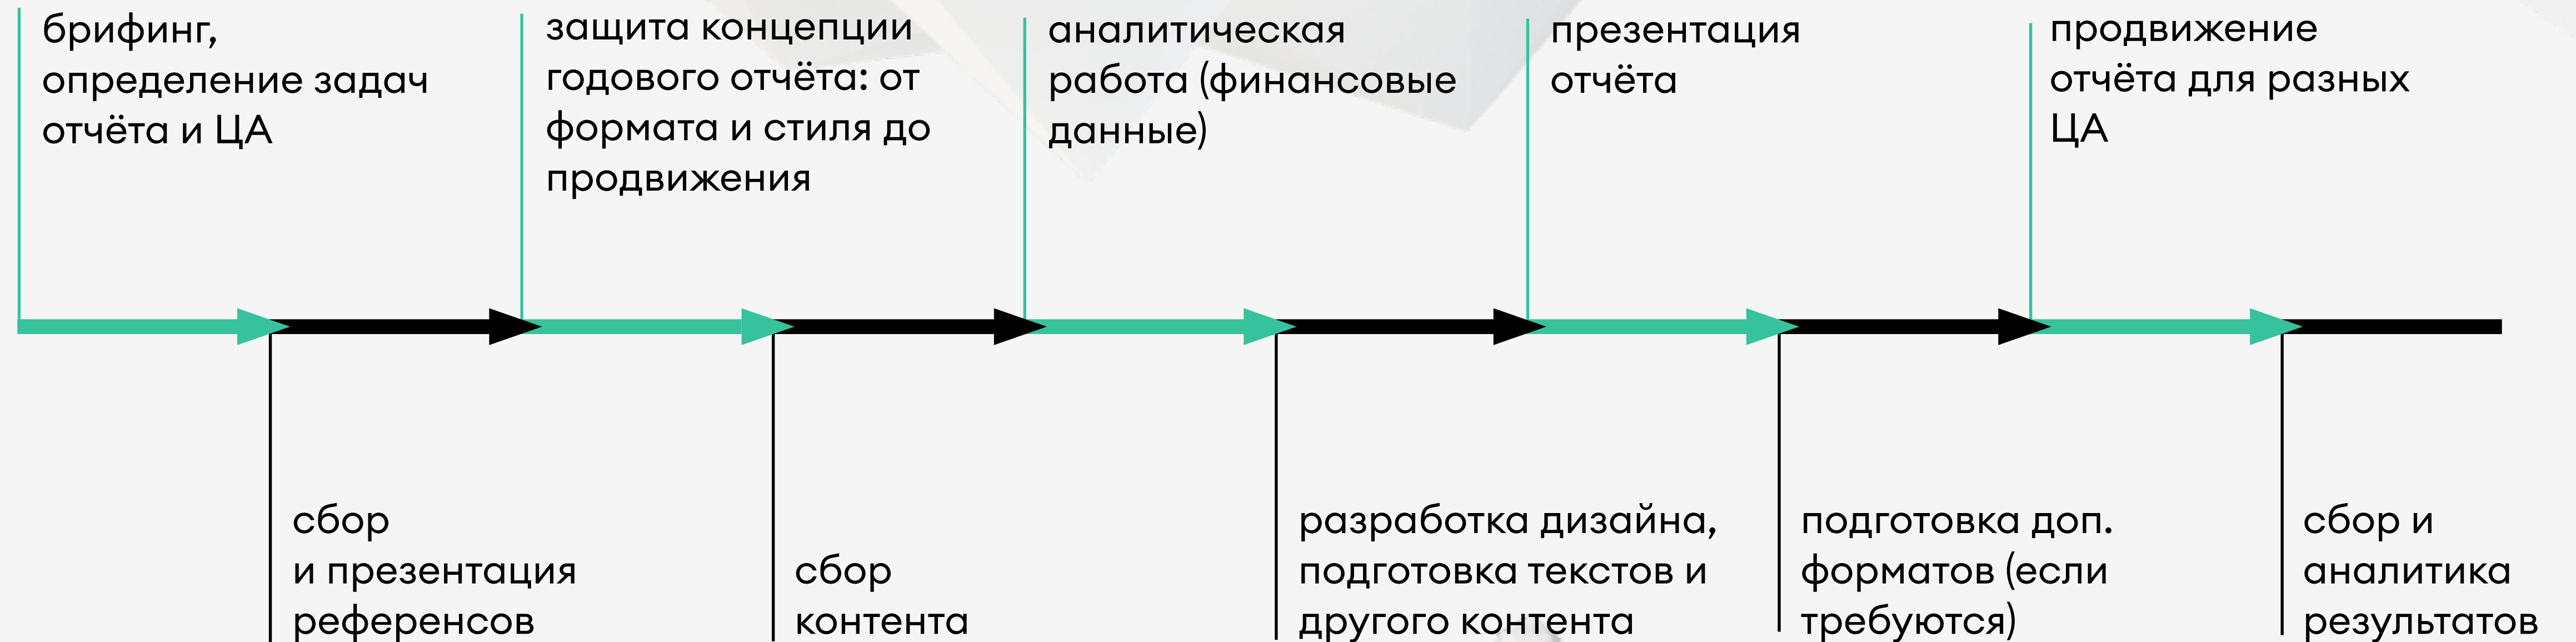 брифинг,
определение задач
отчёта и ЦА
сбор
и презентация
референсов
защита концепции
годового отчёта: от
формата и стиля до
продвижения
сбор
контента
аналитическая
работа (финансовые
данные)
разработка дизайна,
подготовка текстов и
другого контента
презентация
отчёта
подготовка доп.
форматов (если
требуются)
продвижение
отчёта для разных
ЦА
сбор и
аналитика
результатов